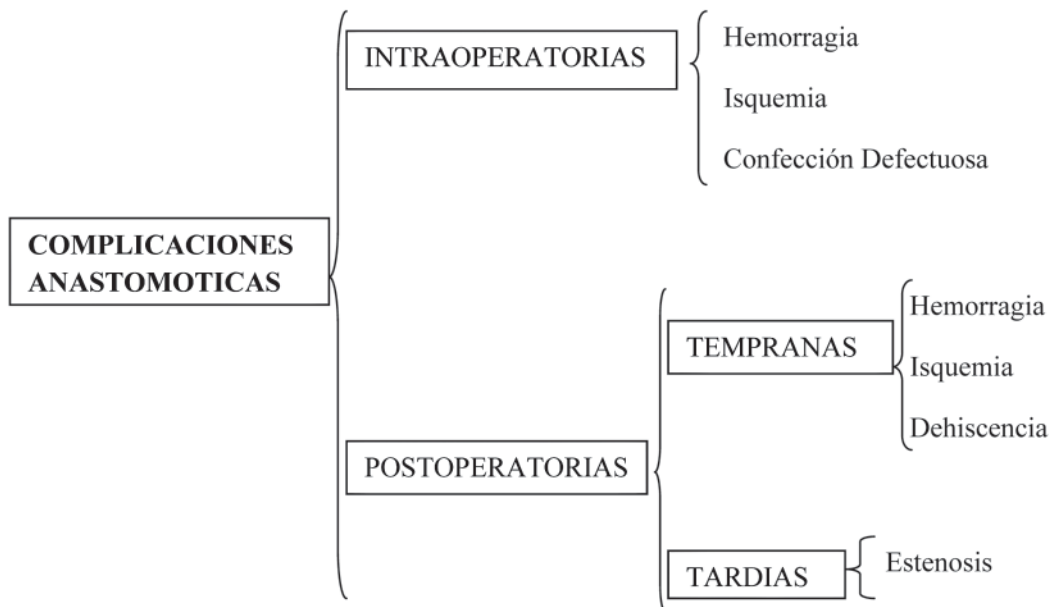 COMPLICACIONES
ANASTOMOTICAS
INTRAOPERATORIAS
Hemorragia
Isquemia
Confección Defectuosa
POSTOPERATORIAS
TEMPRANAS
Hemorragia
Isquemia
Dehiscencia
TARDIAS
Estenosis